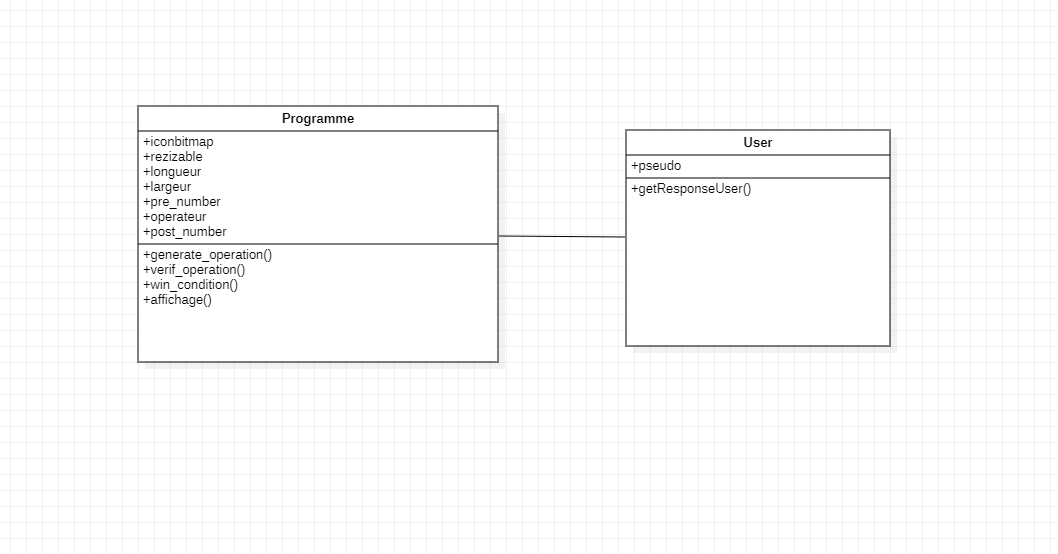 Programme
+iconbitmap
+rezizable
+longueur
+largeur
+pre_number
+operateur
+post_number
+generate_operation()
+verif_operation()
+win_condition()
+affichage()
User
+pseudo
+getResponseUser()